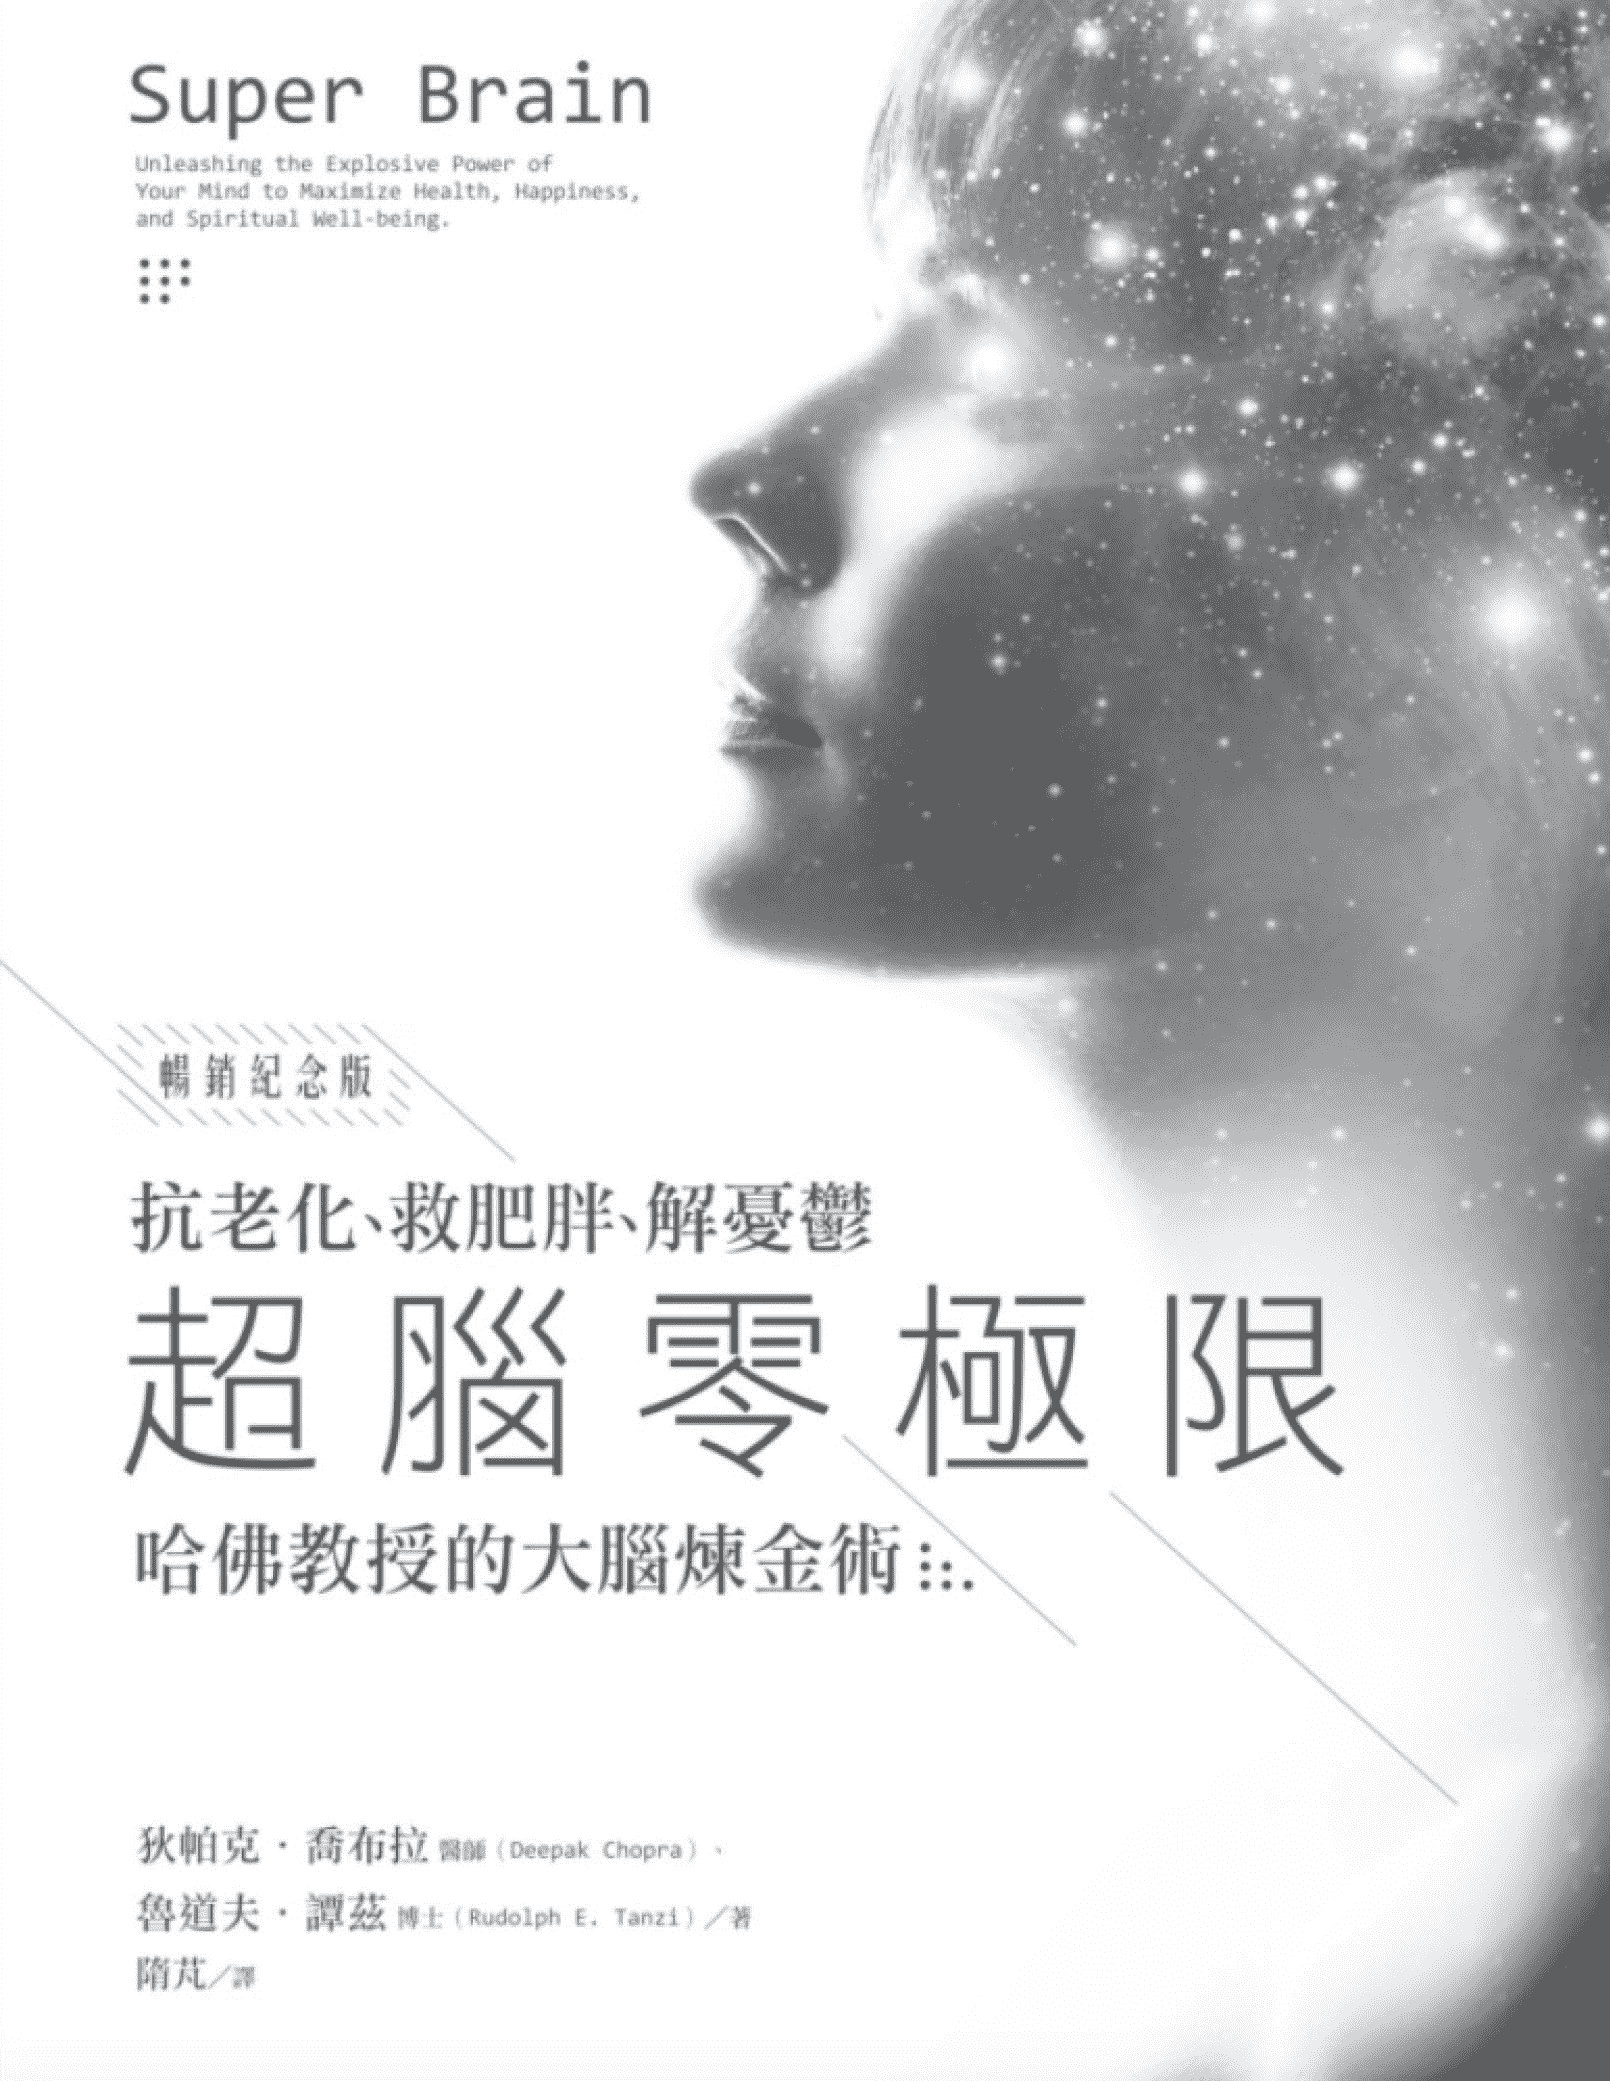 Super Brain
Unleashing the Explosive Power of
Your Mind to Maximize Health, Happiness,
and Spiritual Well-being.
暢銷紀念版
抗老化、救肥胖、解憂鬱
超腦零極限
哈佛教授的大腦煉金術
狄帕克・喬布拉 醫師（Deepak Chopra）、
魯道夫・譚茲 博士（Rudolph E. Tanzi）／著
隋芃／譯